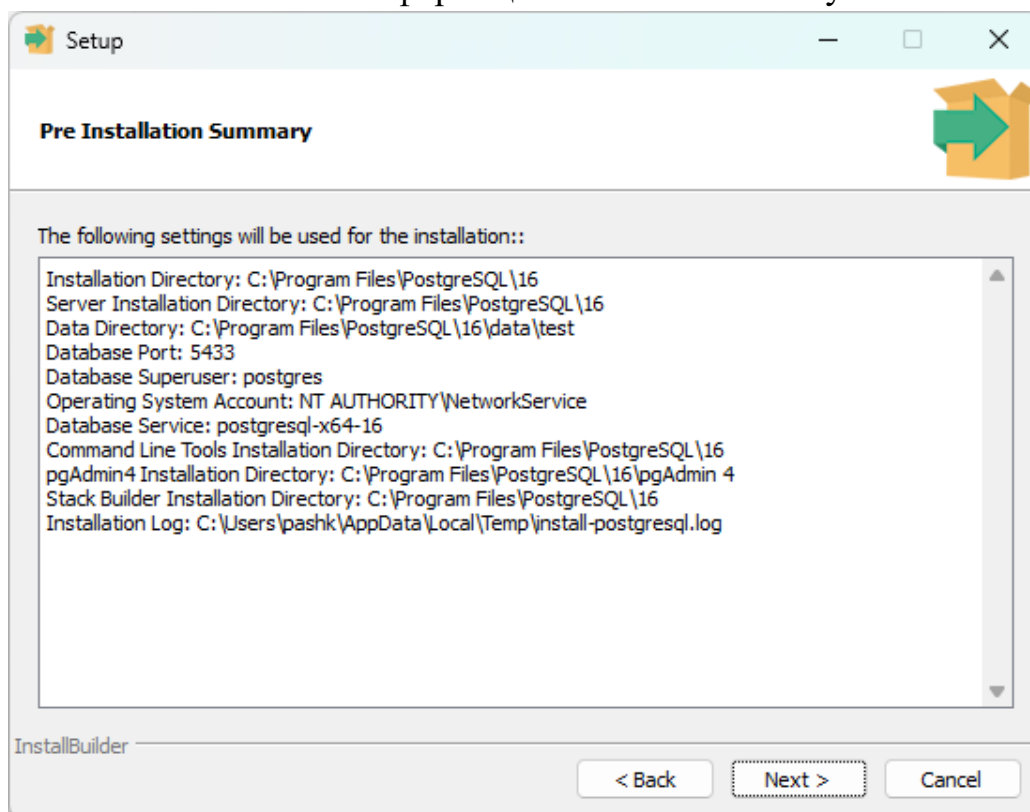 Setup
Pre Installation Summary
The following settings will be used for the installation::
Installation Directory: C:\Program Files\PostgreSQL\16
Server Installation Directory: C:\Program Files\PostgreSQL\16
Data Directory: C:\Program Files\PostgreSQL\16\data\test
Database Port: 5433
Database Superuser: postgres
Operating System Account: NT AUTHORITY\NetworkService
Database Service: postgresql-x64-16
Command Line Tools Installation Directory: C:\Program Files\PostgreSQL\16
pgAdmin4 Installation Directory: C:\Program Files\PostgreSQL\16\pgAdmin 4
Stack Builder Installation Directory: C:\Program Files\PostgreSQL\16
Installation Log: C:\Users\pashk\AppData\Local\Temp\install-postgresql.log
InstallBuilder
< Back Next > Cancel